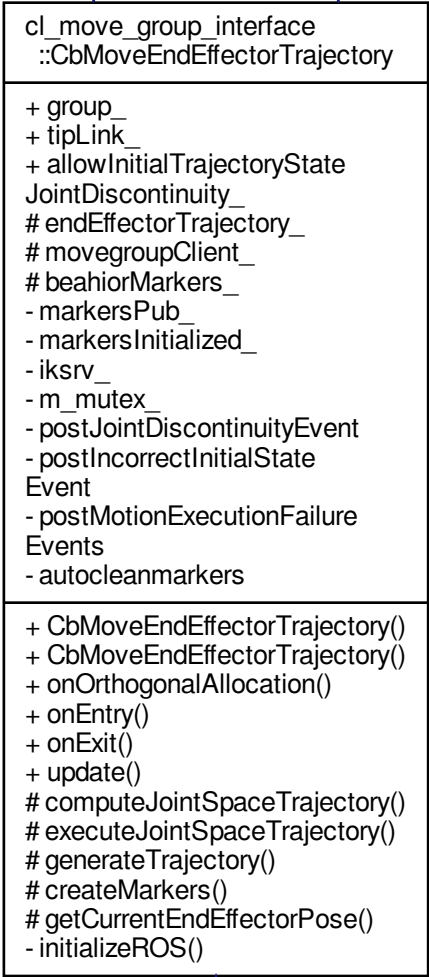 cl_move_group_interface
::CbMoveEndEffectorTrajectory
+ group_
+ tipLink_
+ allowInitialTrajectoryState
JointDiscontinuity_
# endEffectorTrajectory_
# movegroupClient_
# beahiorMarkers_
- markersPub_
- markersInitialized_
- iksrv_
- m_mutex_
- postJointDiscontinuityEvent
- postIncorrectInitialState
Event
- postMotionExecutionFailure
Events
- autocleanmarkers
+ CbMoveEndEffectorTrajectory()
+ CbMoveEndEffectorTrajectory()
+ onOrthogonalAllocation()
+ onEntry()
+ onExit()
+ update()
# computeJointSpaceTrajectory()
# executeJointSpaceTrajectory()
# generateTrajectory()
# createMarkers()
# getCurrentEndEffectorPose()
- initializeROS()